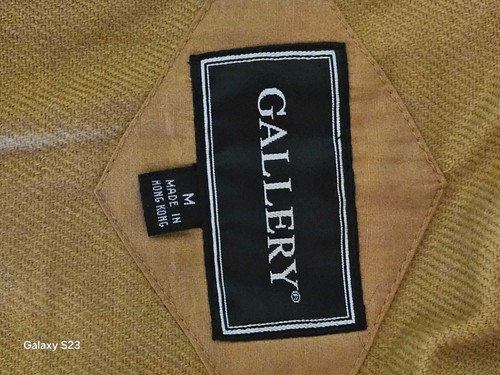 GALLERY®
M
MADE IN
HONG KONG
Galaxy S23